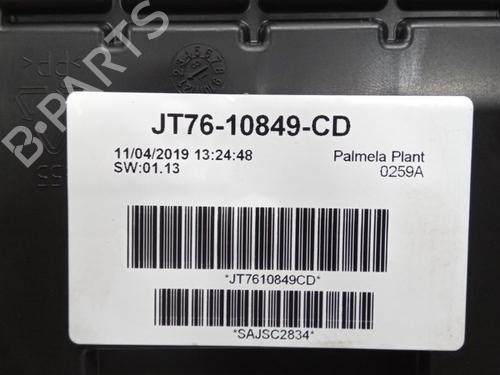 B-PARTS
JT76-10849-CD
11/04/2019 13:24:48
Palmela Plant
SW:01.13
0259A
*JT7610849CD*
*SAJSC2834*